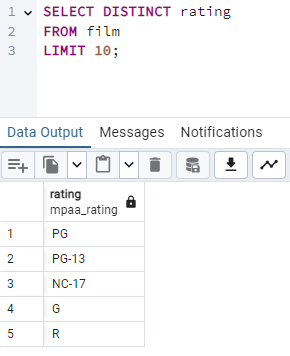 1 SELECT DISTINCT rating
2 FROM film
3 LIMIT 10;
Data Output Messages Notifications
rating
mpaa_rating
1 PG
2 PG-13
3 NC-17
4 G
5 R